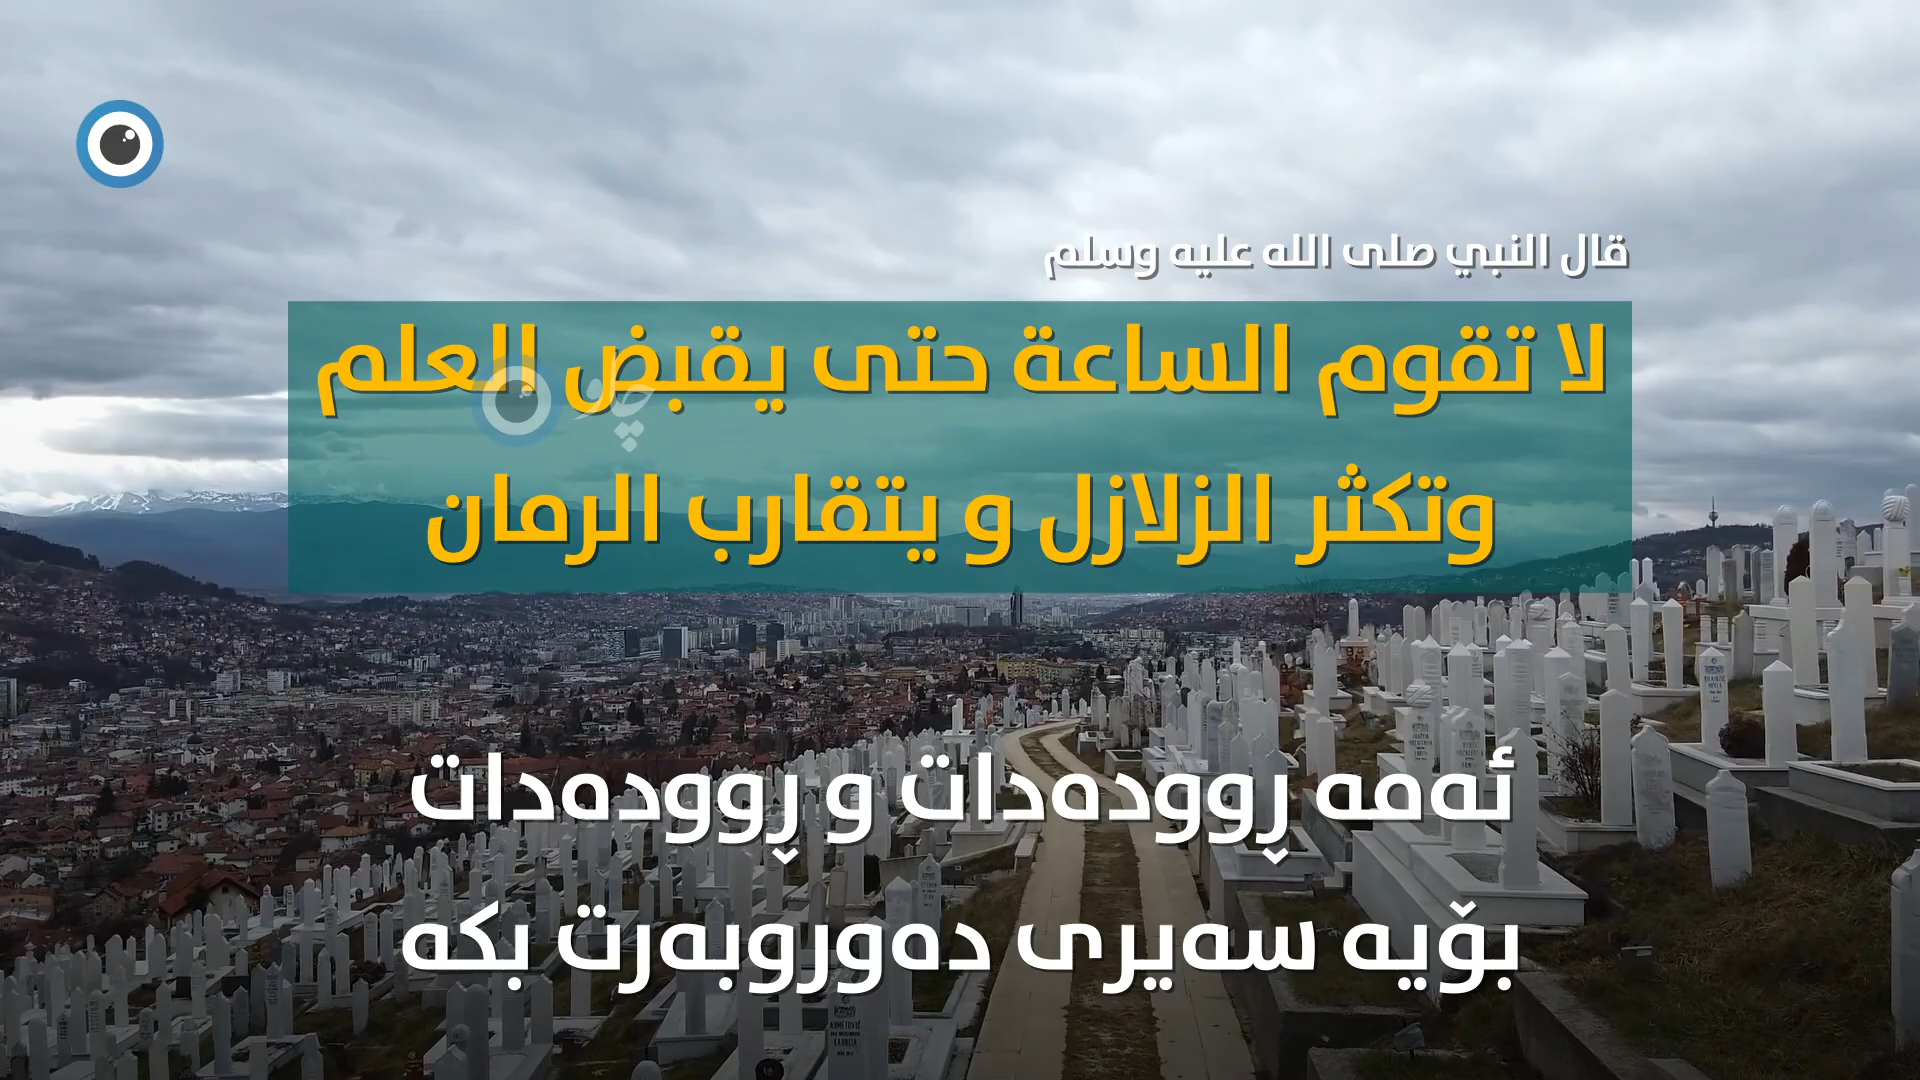 قال النبي صلى الله عليه وسلم
لا تقوم الساعة حتى يقبض العلم
وتكثر الزلازل و يتقارب الرمان
چاو
ئەمە ڕوودەدات و ڕوودەدات
بۆیە سەیری دەوروبەرت بکە